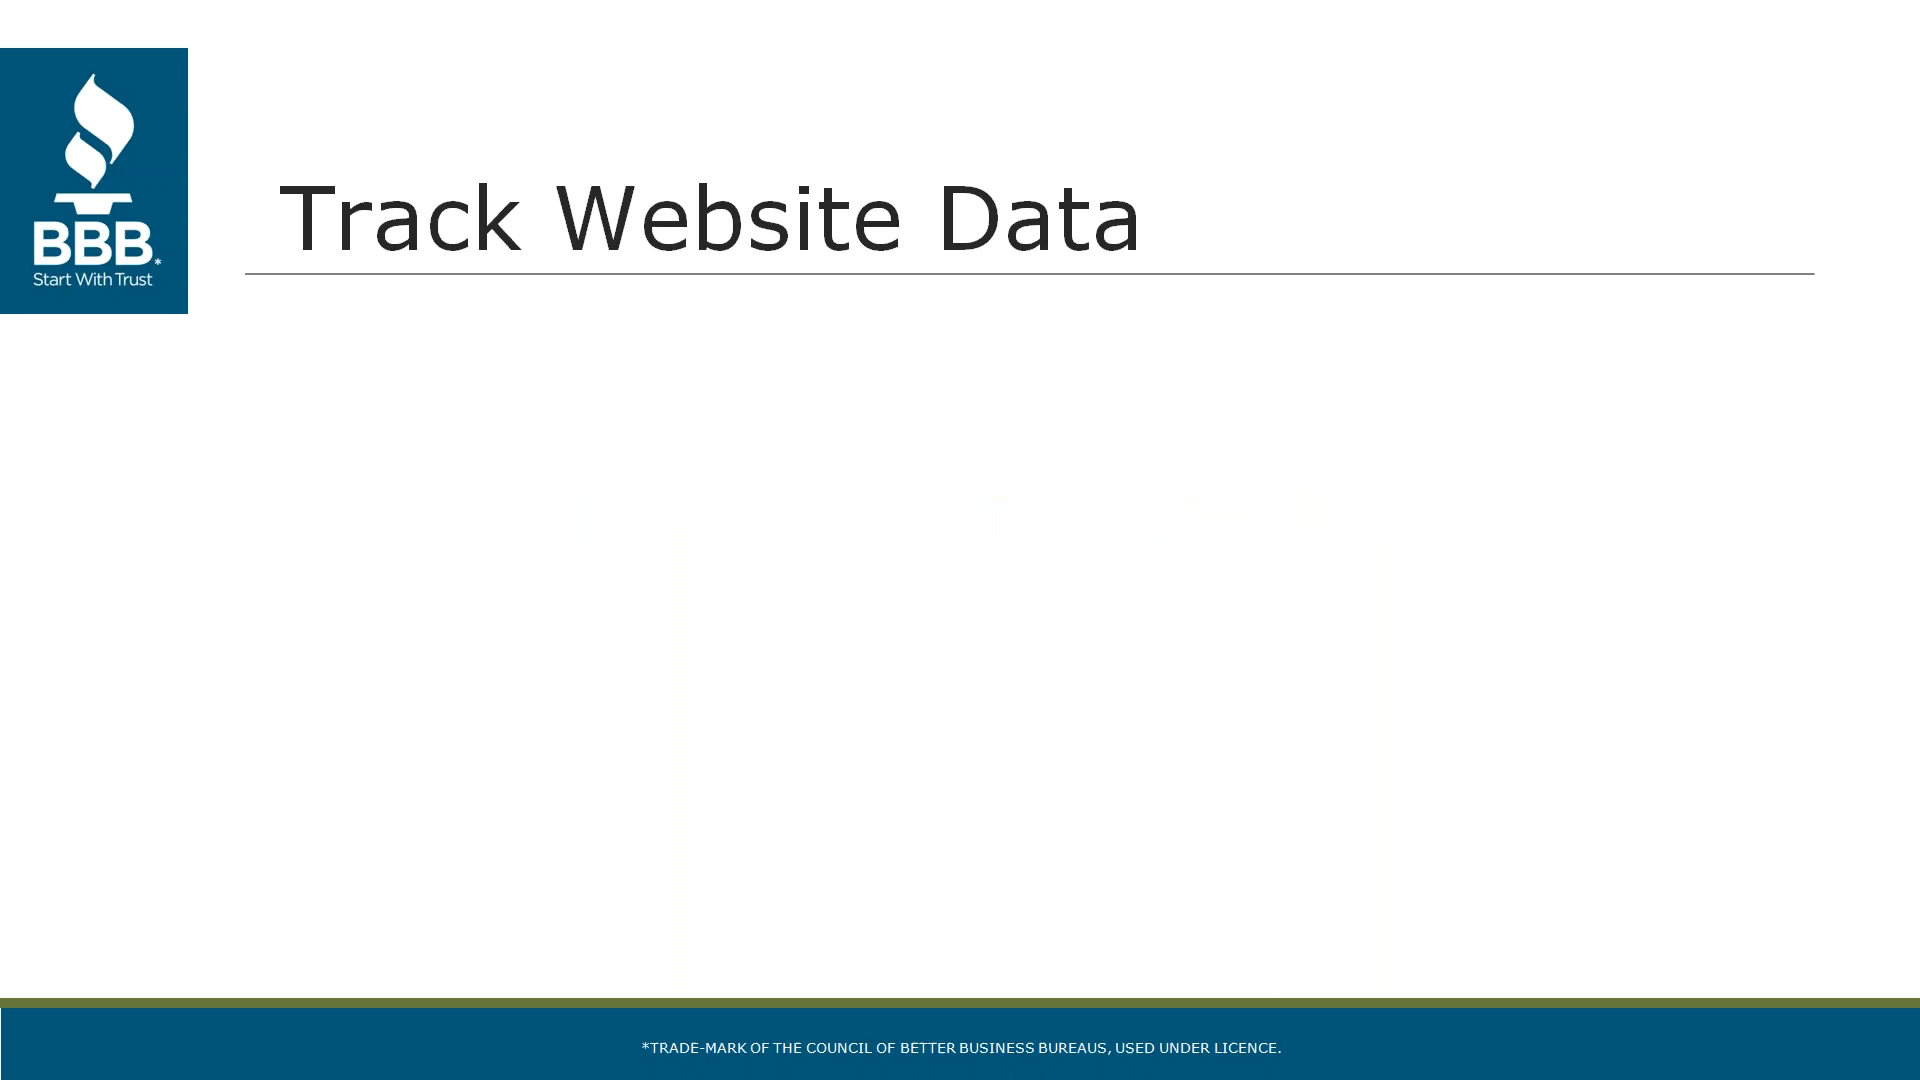 BBB*
Start With Trust
Track Website Data
*TRADE-MARK OF THE COUNCIL OF BETTER BUSINESS BUREAUS, USED UNDER LICENCE.